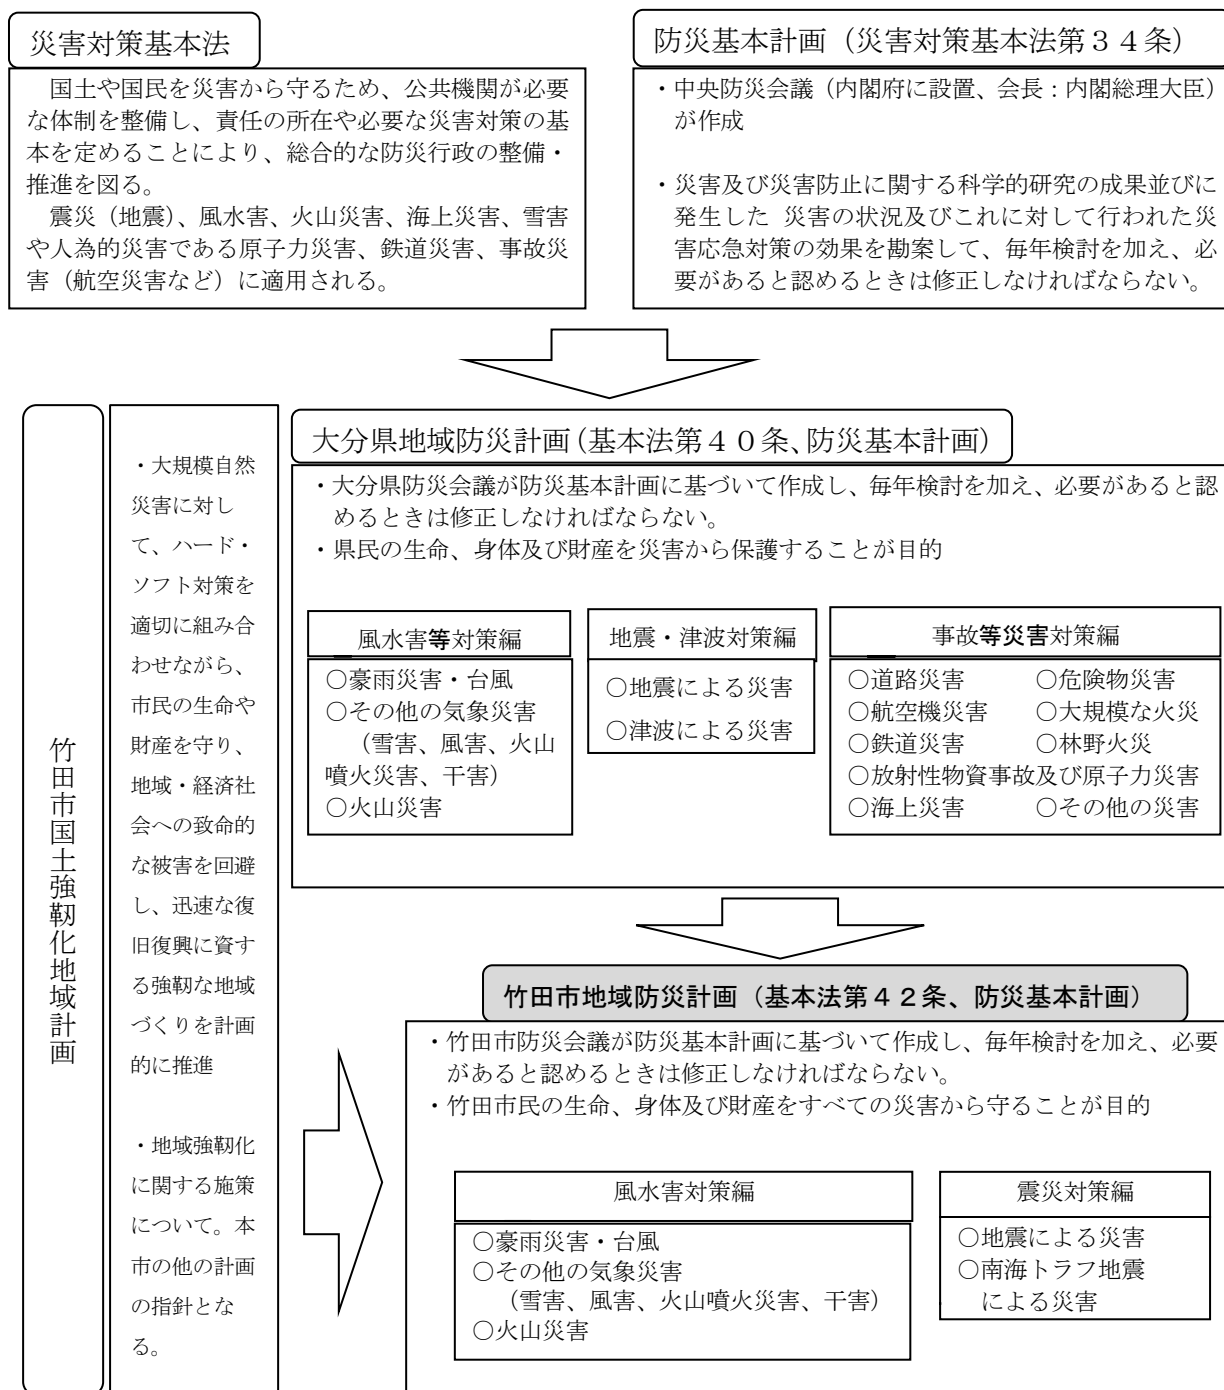 災害対策基本法
国土や国民を災害から守るため、公共機関が必要
な体制を整備し、責任の所在や必要な災害対策の基
本を定めることにより、総合的な防災行政の整備・
推進を図る。
震災（地震）、風水害、火山災害、海上災害、雪害
や人為的災害である原子力災害、鉄道災害、事故災
害（航空災害など）に適用される。
防災基本計画（災害対策基本法第３４条）
・中央防災会議（内閣府に設置、会長：内閣総理大臣）
が作成
・災害及び災害防止に関する科学的研究の成果並びに
発生した 災害の状況及びこれに対して行われた災
害応急対策の効果を勘案して、毎年検討を加え、必
要があると認めるときは修正しなければならない。
竹田市国土強靱化地域計画
・大規模自然
災害に対し
て、ハード・
ソフト対策を
適切に組み合
わせながら、
市民の生命や
財産を守り、
地域・経済社
会への致命的
な被害を回避
し、迅速な復
旧復興に資す
る強靱な地域
づくりを計画
的に推進
・地域強靱化
に関する施策
について。本
市の他の計画
の指針とな
る。
大分県地域防災計画（基本法第４０条、防災基本計画）
・大分県防災会議が防災基本計画に基づいて作成し、毎年検討を加え、必要があると認
めるときは修正しなければならない。
・県民の生命、身体及び財産を災害から保護することが目的
風水害等対策編
○豪雨災害・台風
○その他の気象災害
（雪害、風害、火山
噴火災害、干害）
○火山災害
地震・津波対策編
○地震による災害
○津波による災害
事故等災害対策編
○道路災害 ○危険物災害
○航空機災害 ○大規模な火災
○鉄道災害 ○林野火災
○放射性物資事故及び原子力災害
○海上災害 ○その他の災害
竹田市地域防災計画（基本法第４２条、防災基本計画）
・竹田市防災会議が防災基本計画に基づいて作成し、毎年検討を加え、必要
があると認めるときは修正しなければならない。
・竹田市民の生命、身体及び財産をすべての災害から守ることが目的
風水害対策編
○豪雨災害・台風
○その他の気象災害
（雪害、風害、火山噴火災害、干害）
○火山災害
震災対策編
○地震による災害
○南海トラフ地震
による災害